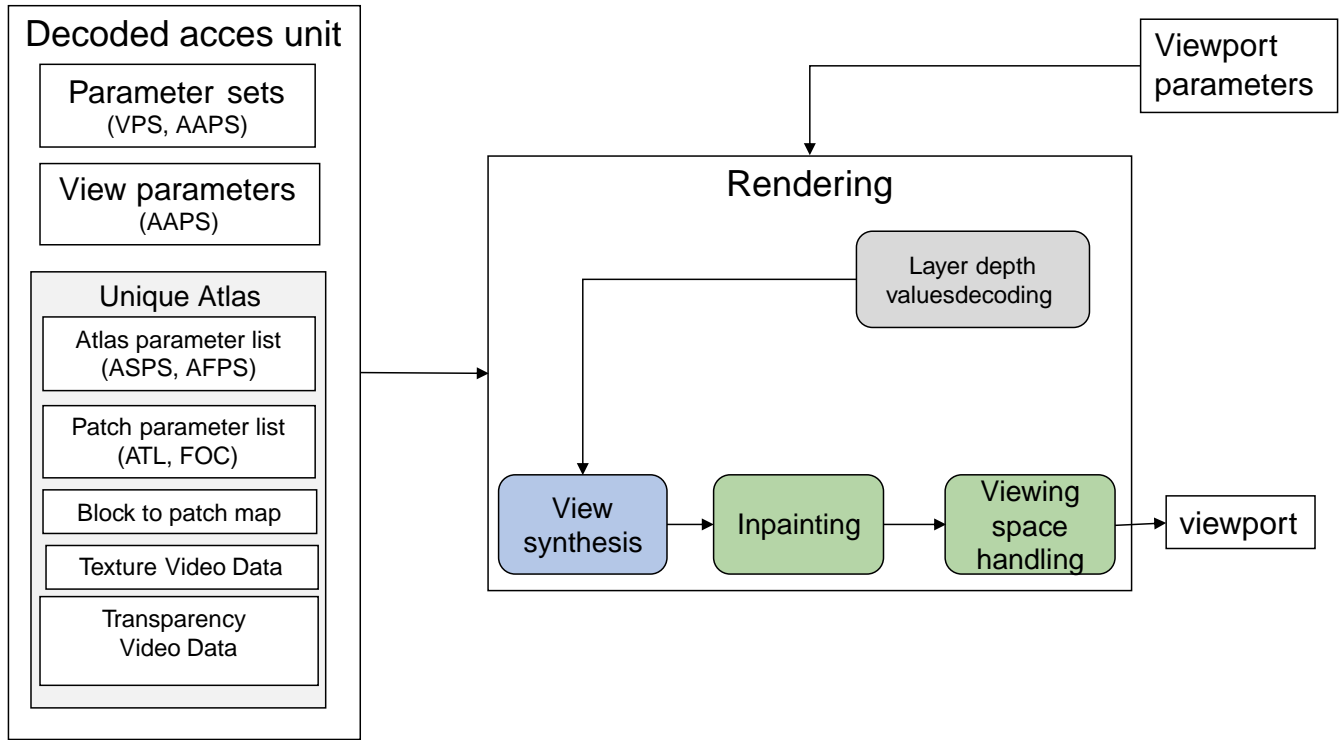 Decoded acces unit
Parameter sets
(VPS, AAPS)
View parameters
(AAPS)
Unique Atlas
Atlas parameter list
(ASPS, AFPS)
Patch parameter list
(ATL, FOC)
Block to patch map
Texture Video Data
Transparency
Video Data
Viewport
parameters
Rendering
Layer depth
valuesdecoding
View
synthesis
Inpainting
Viewing
space
handling
viewport